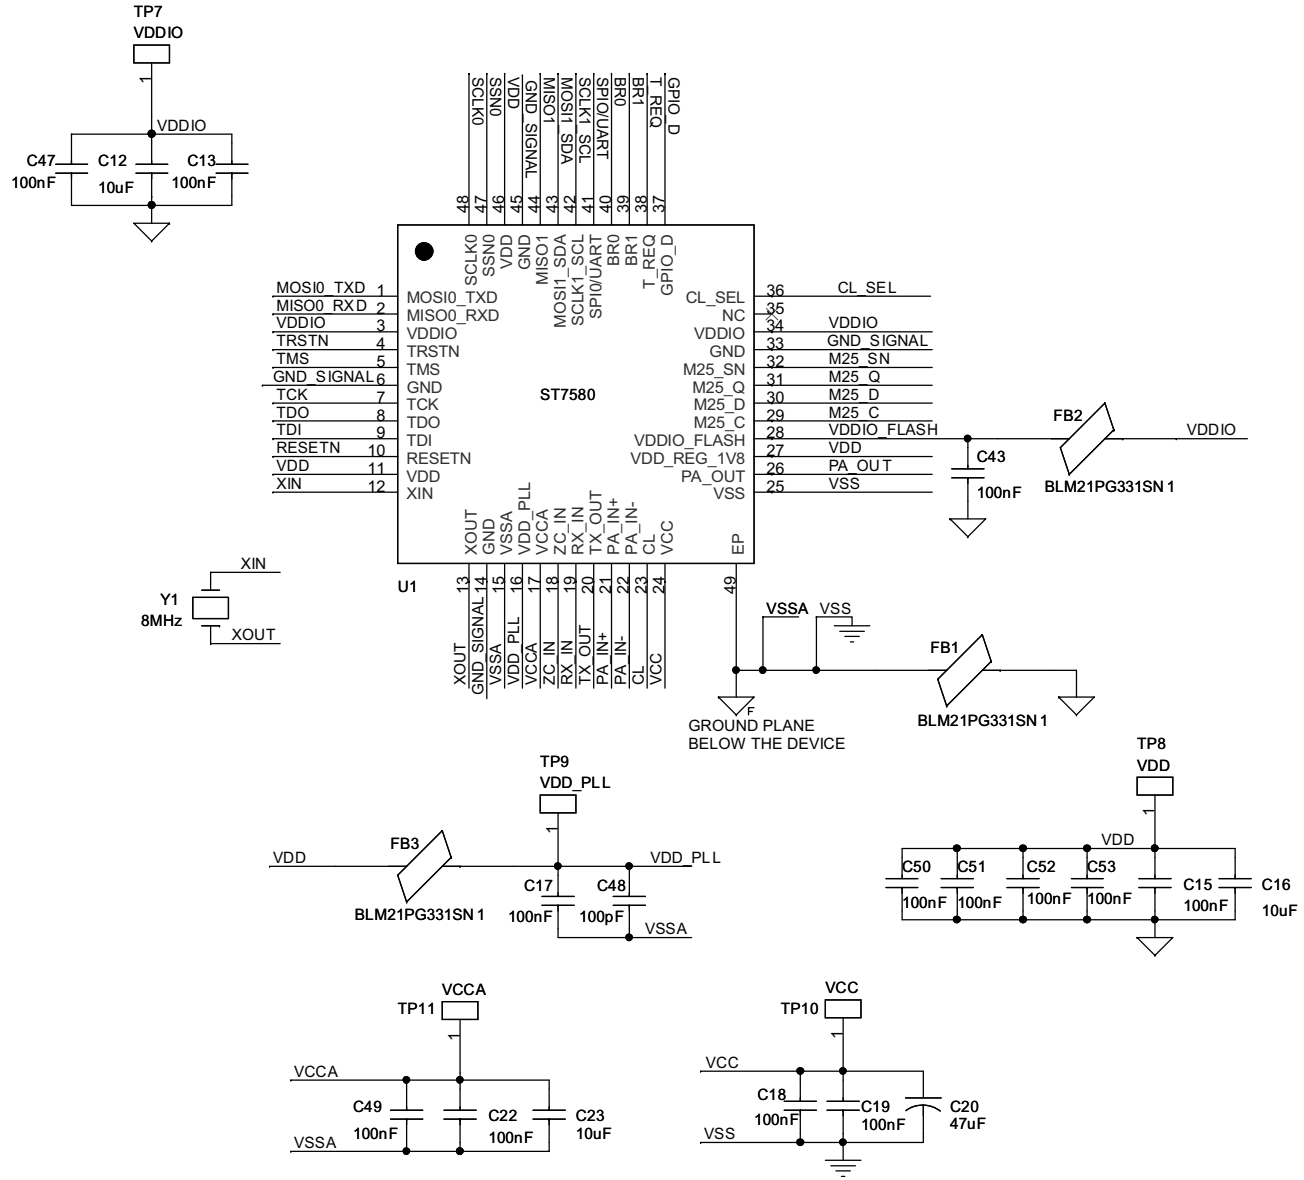 TP7
VDDIO
1
VDDIO
C47
100nF
C12
10uF
C13
100nF
SCLK0
SSN0
VDD
GND_SIGNAL
MISO1
MOSI1_SDA
SCLK1_SCL
SPIO/UART
BR0
BR1
T_REQ
GPIO_D
48
47
46
45
44
43
42
41
40
39
38
37
SCLK0
SSN0
VDD
GND
MISO1
MOSI1_SDA
SCLK1_SCL
SPI0/UART
BR0
BR1
T_REQ
GPIO_D
MOSI0_TXD 1 MOSI0_TXD
MISO0_RXD 2 MISO0_RXD
VDDIO 3 VDDIO
TRSTN 4 TRSTN
TMS 5 TMS
GND_SIGNAL 6 GND
TCK 7 TCK
TDO 8 TDO
TDI 9 TDI
RESETN 10 RESETN
VDD 11 VDD
XIN 12 XIN
ST7580
CL_SEL 36 CL_SEL
NC 35
VDDIO 34 VDDIO
GND 33 GND_SIGNAL
M25_SN 32 M25_SN
M25_Q 31 M25_Q
M25_D 30 M25_D
M25_C 29 M25_C
VDDIO_FLASH 28 VDDIO_FLASH
VDD_REG_1V8 27 VDD
PA_OUT 26 PA_OUT
VSS 25 VSS
C43
100nF
FB2
BLM21PG331SN1
VDDIO
XOUT
GND
VSSA
VDD_PLL
VCCA
ZC_IN
RX_IN
TX_OUT
PA_IN+
PA_IN-
CL
VCC
EP
U1
13
14
15
16
17
18
19
20
21
22
23
24
49
XOUT
GND_SIGNAL
VSSA
VDD_PLL
VCCA
ZC_IN
RX_IN
TX_OUT
PA_IN+
PA_IN-
CL
VCC
XIN
Y1
8MHz
XOUT
VSSA
VSS
FB1
BLM21PG331SN1
F
GROUND PLANE
BELOW THE DEVICE
TP9
VDD_PLL
1
VDD
FB3
BLM21PG331SN1
VDD_PLL
C17
100nF
C48
100pF
VSSA
TP8
VDD
1
VDD
C50
100nF
C51
100nF
C52
100nF
C53
100nF
C15
100nF
C16
10uF
VCCA
TP11
1
VCCA
C49
100nF
C22
100nF
C23
10uF
VSSA
VCC
TP10
1
VCC
C18
100nF
C19
100nF
C20
47uF
VSS